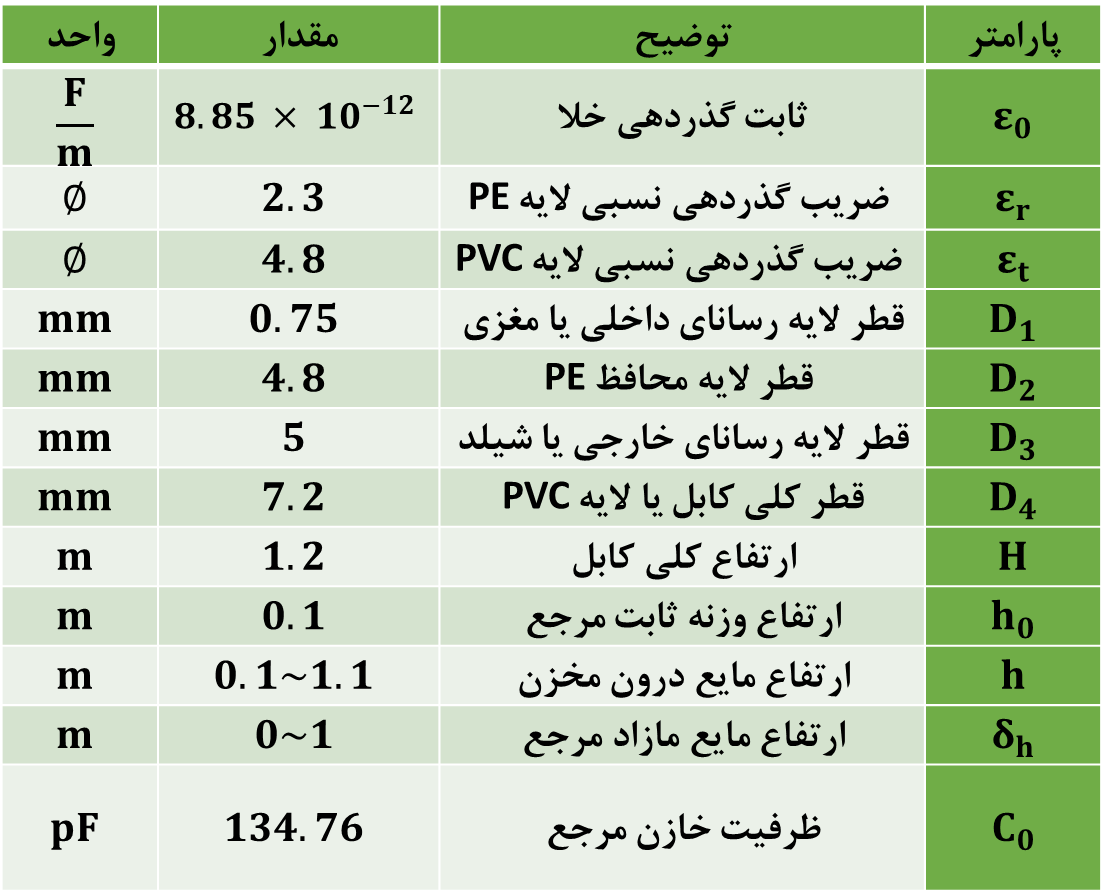 پارامتر توضیح مقدار واحد
ε₀ ثابت گذردهی خلا 8.85 × 10⁻¹² F/m
εᵣ ضریب گذردهی نسبی لایه PE 2.3 Ø
εₜ ضریب گذردهی نسبی لایه PVC 4.8 Ø
D₁ قطر لایه رسانای داخلی یا مغزی 0.75 mm
D₂ قطر لایه محافظ PE 4.8 mm
D₃ قطر لایه رسانای خارجی یا شیلد 5 mm
D₄ قطر کلی کابل یا لایه PVC 7.2 mm
H ارتفاع کلی کابل 1.2 m
h₀ ارتفاع وزنه ثابت مرجع 0.1 m
h ارتفاع مایع درون مخزن 0.1~1.1 m
δₕ ارتفاع مایع مازاد مرجع 0~1 m
C₀ ظرفیت خازن مرجع 134.76 pF